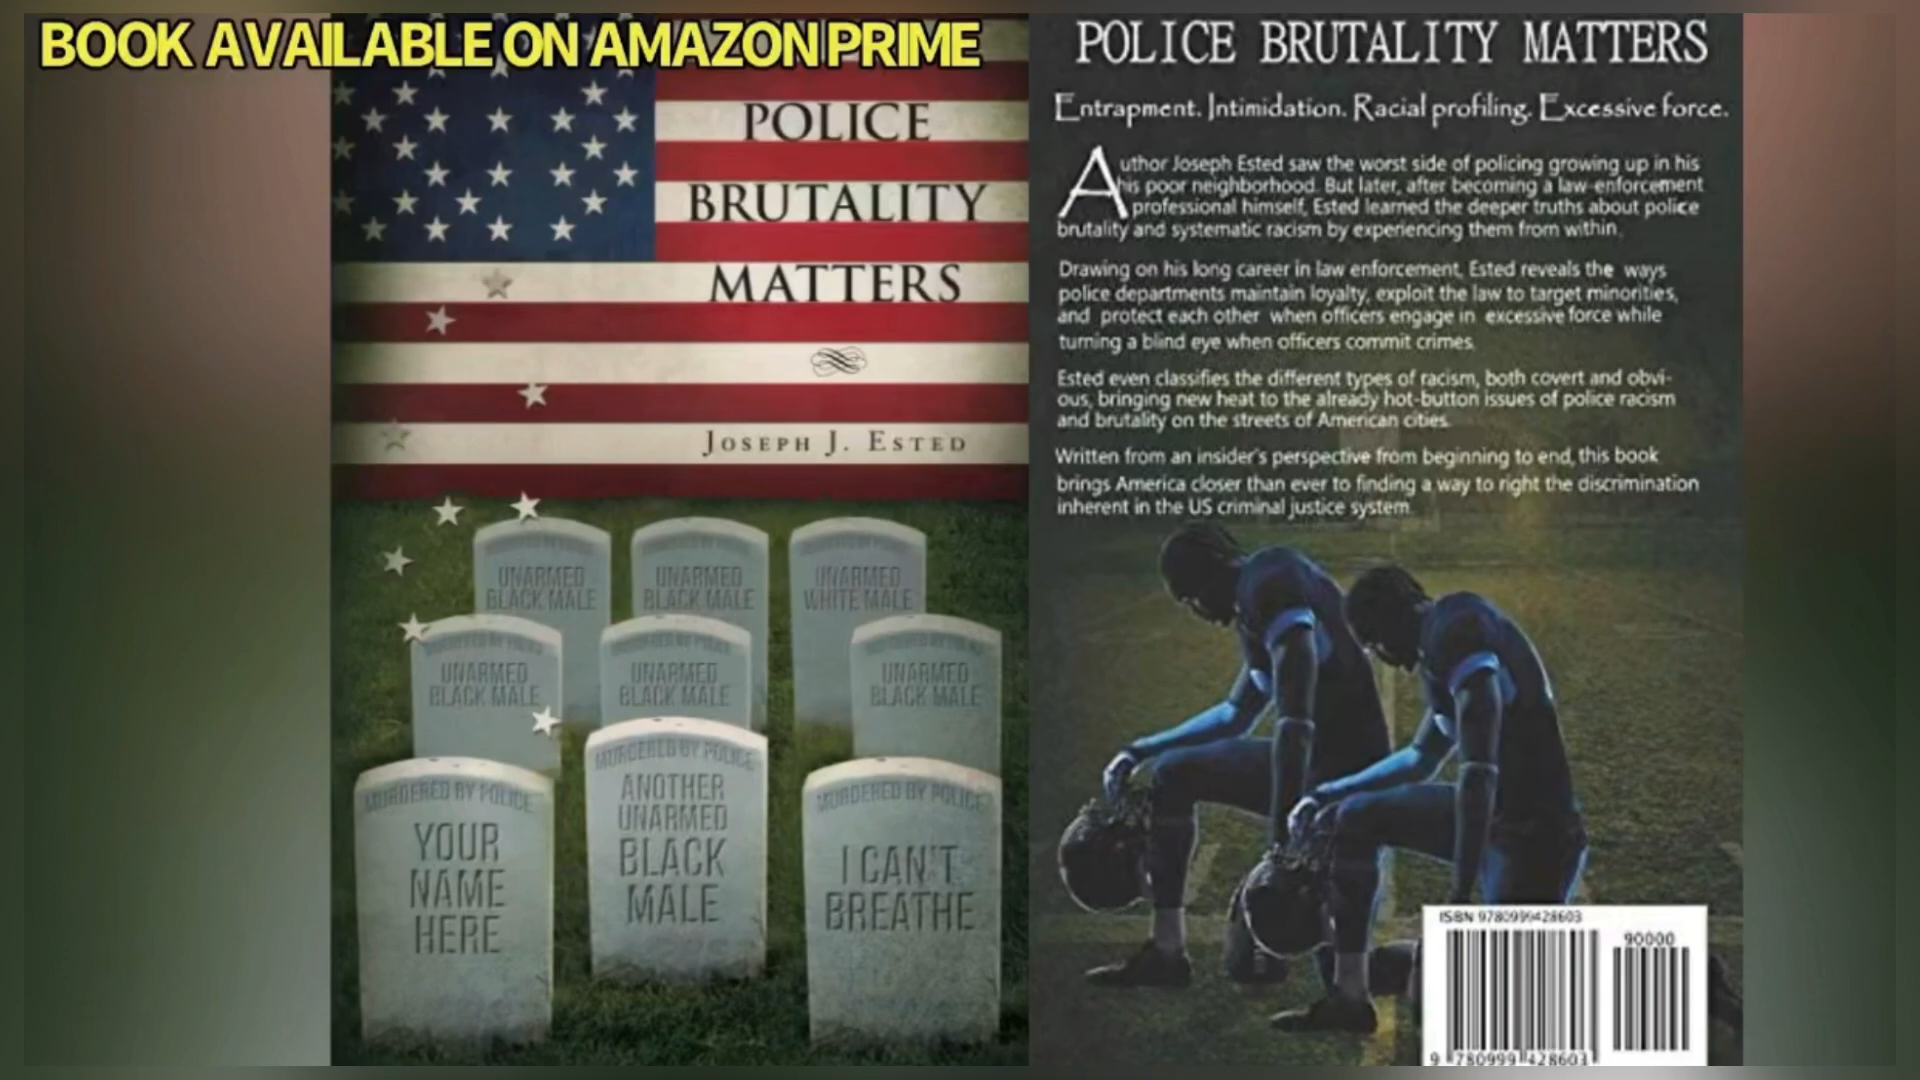 BOOK AVAILABLE ON AMAZON PRIME
POLICE
BRUTALITY
MATTERS
JOSEPH J. ESTED
UNARMED
BLACK MALE
UNARMED
BLACK MALE
UNARMED
WHITE MALE
UNARMED
BLACK MALE
UNARMED
BLACK MALE
UNARMED
BLACK MALE
MURDERED BY POLICE
YOUR
NAME
HERE
MURDERED BY POLICE
ANOTHER
UNARMED
BLACK
MALE
MURDERED BY POLICE
I CAN'T
BREATHE
POLICE BRUTALITY MATTERS
Entrapment. Intimidation. Racial profiling. Excessive force.
Author Joseph Ested saw the worst side of policing growing up in his
his poor neighborhood. But later, after becoming a law-enforcement
professional himself, Ested learned the deeper truths about police
brutality and systematic racism by experiencing them from within.
Drawing on his long career in law enforcement, Ested reveals the ways
police departments maintain loyalty, exploit the law to target minorities,
and protect each other when officers engage in excessive force while
turning a blind eye when officers commit crimes.
Ested even classifies the different types of racism, both covert and obvi-
ous, bringing new heat to the already hot-button issues of police racism
and brutality on the streets of American cities.
Written from an insider's perspective from beginning to end, this book
brings America closer than ever to finding a way to right the discrimination
inherent in the US criminal justice system.
ISBN 9780999428603
90000
9 780999 428603